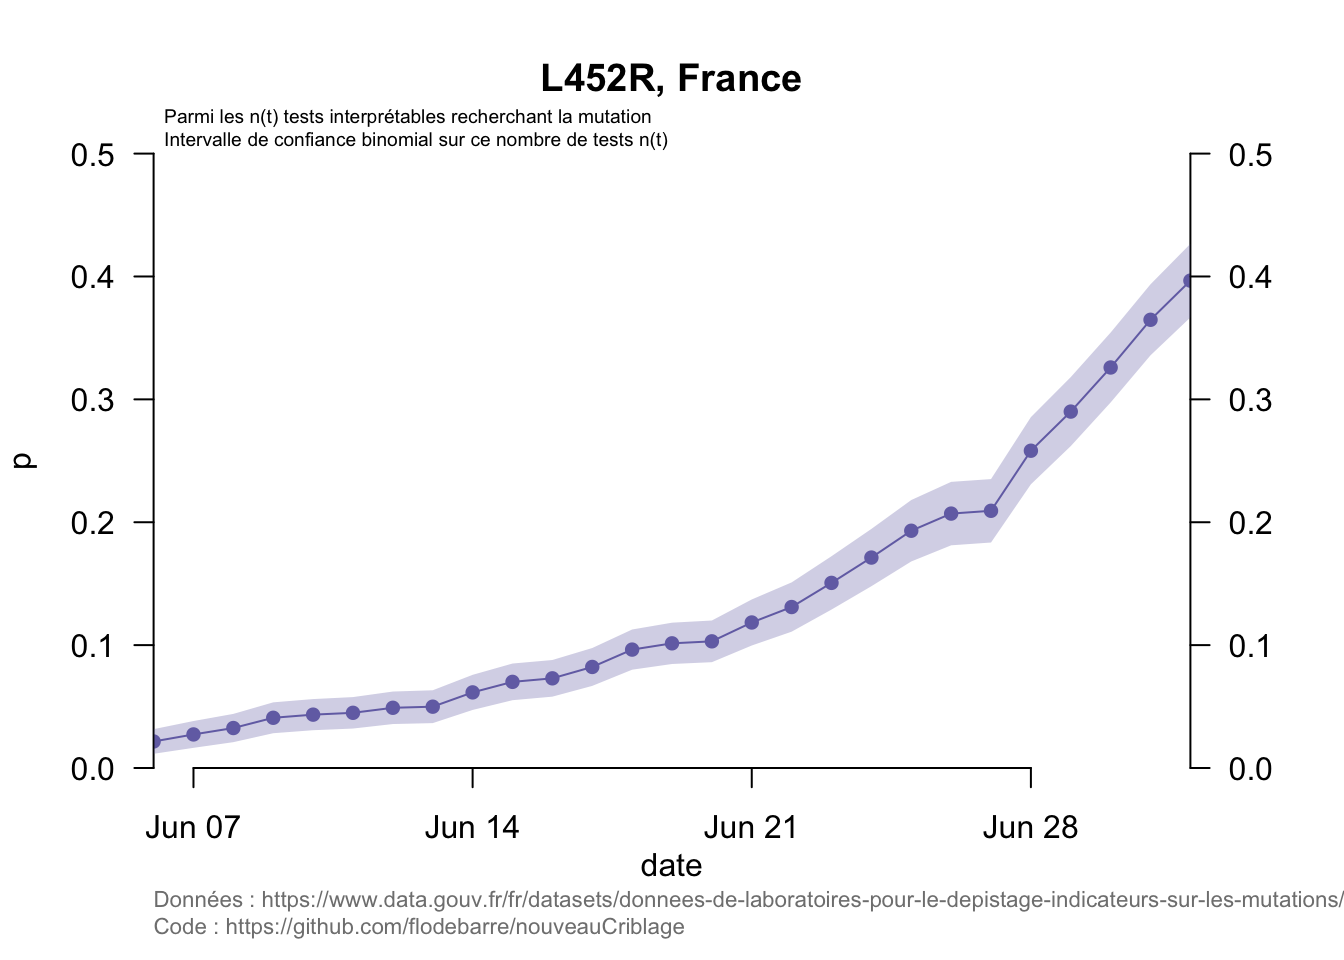 L452R, France
Parmi les n(t) tests interprétables recherchant la mutation
Intervalle de confiance binomial sur ce nombre de tests n(t)
0.5
0.4
0.3
0.2
0.1
0.0
p
0.5
0.4
0.3
0.2
0.1
0.0
Jun 07 Jun 14 Jun 21 Jun 28
date
Données : https://www.data.gouv.fr/fr/datasets/donnees-de-laboratoires-pour-le-depistage-indicateurs-sur-les-mutations/
Code : https://github.com/flodebarre/nouveauCriblage